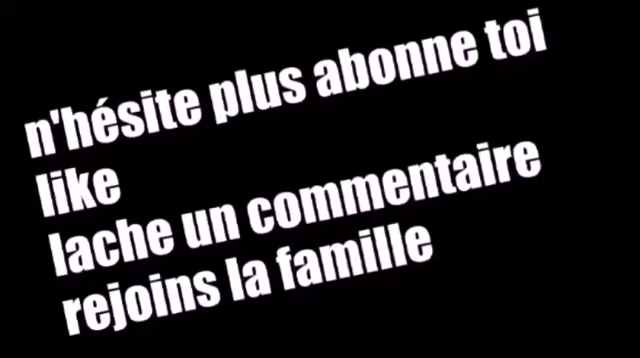 n'hésite plus abonne toi
like
lache un commentaire
rejoins la famille